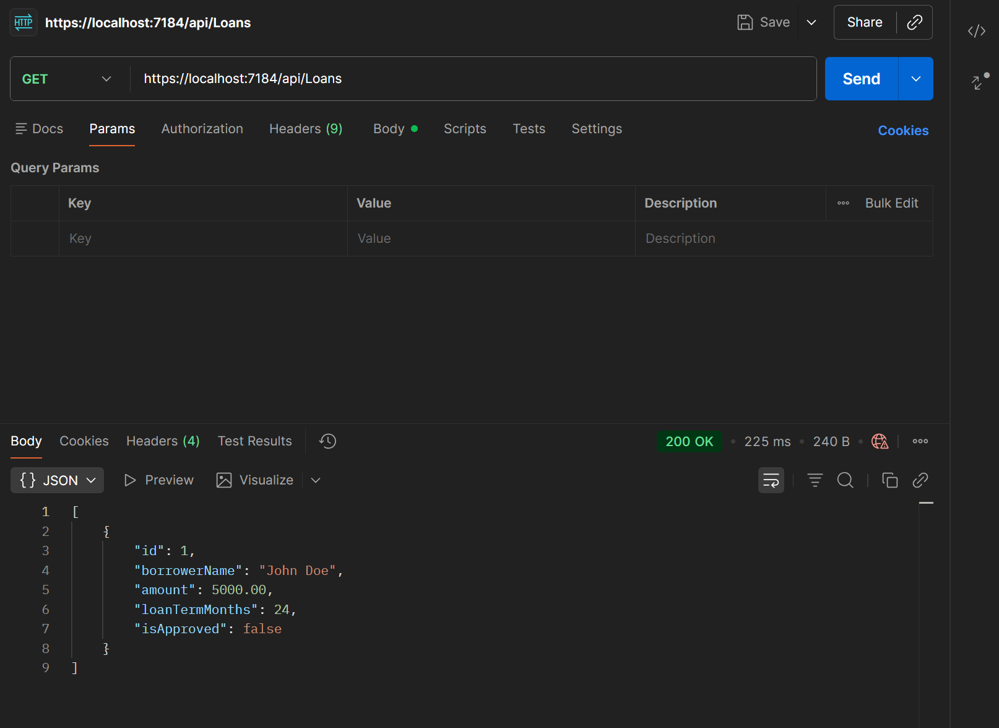 HTTP https://localhost:7184/api/Loans Save Share
GET https://localhost:7184/api/Loans Send
Docs Params Authorization Headers (9) Body Scripts Tests Settings Cookies
Query Params
Key Value Description Bulk Edit
Key Value Description
Body Cookies Headers (4) Test Results 200 OK • 225 ms • 240 B •
{} JSON Preview Visualize
1 [
2 {
3 "id": 1,
4 "borrowerName": "John Doe",
5 "amount": 5000.00,
6 "loanTermMonths": 24,
7 "isApproved": false
8 }
9 ]